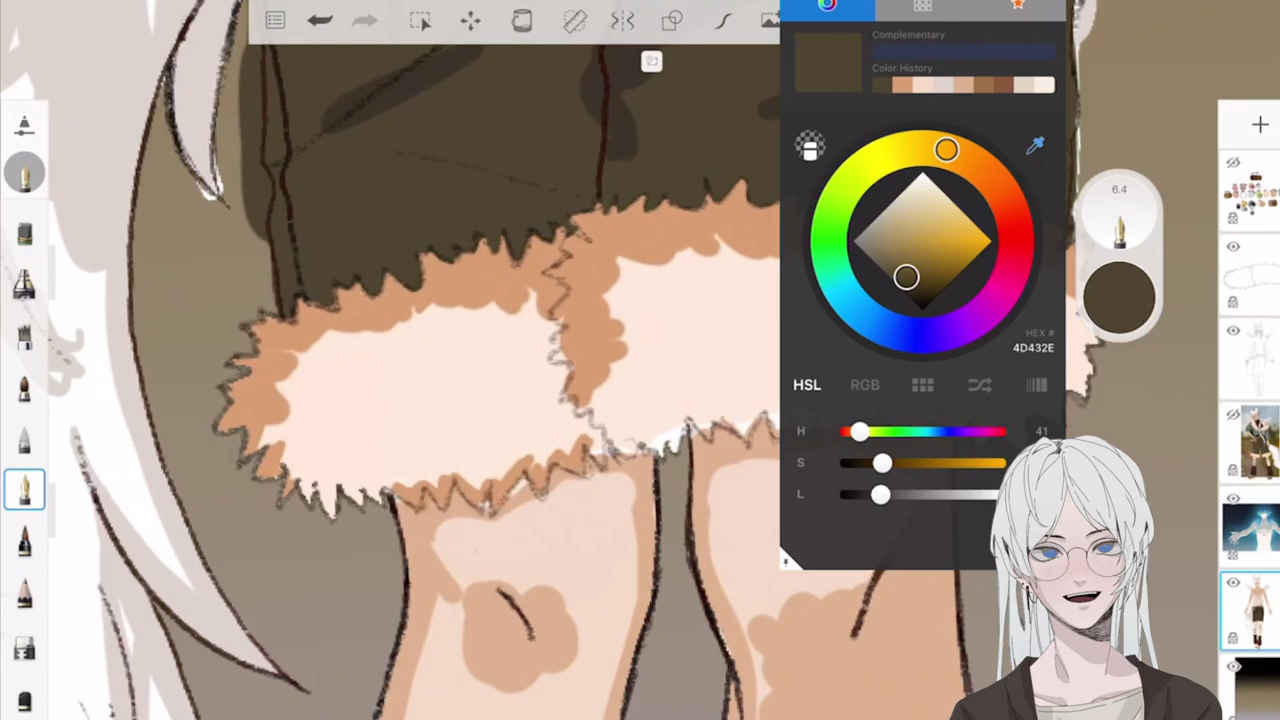 Complementary
Color History
6.4
HEX #
4D432E
HSL
RGB
H
41
S
L